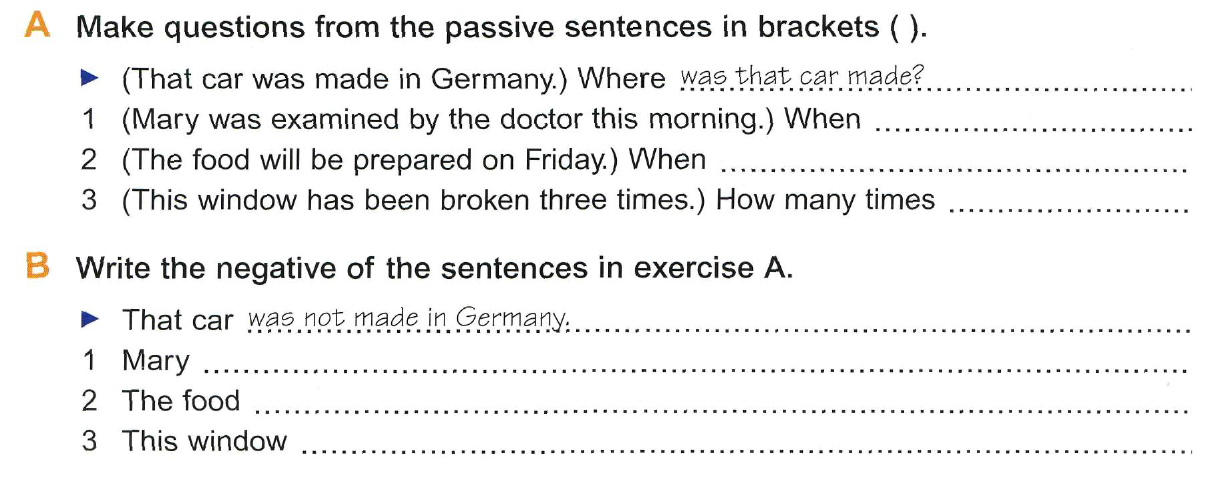 A Make questions from the passive sentences in brackets ( ).
► (That car was made in Germany.) Where was that car made?
1 (Mary was examined by the doctor this morning.) When ..............................
2 (The food will be prepared on Friday.) When ..............................
3 (This window has been broken three times.) How many times ..............................
B Write the negative of the sentences in exercise A.
► That car was not made in Germany.
1 Mary ..............................
2 The food ..............................
3 This window ..............................